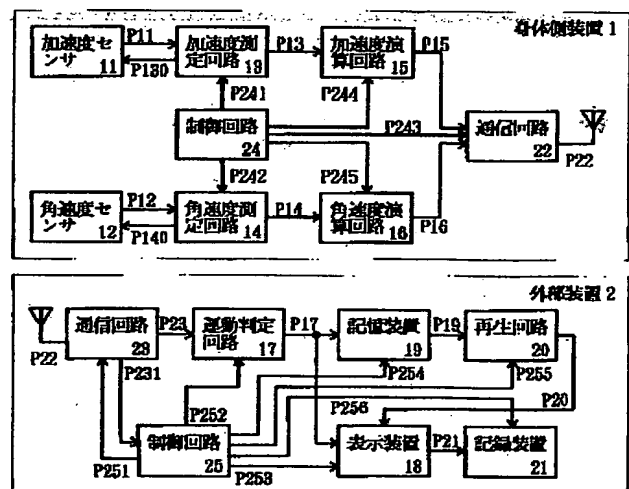 身体側装置 1
加速度センサ 11
P11
P130
加速度測定回路 13
P13
加速度演算回路 15
P15
P241
P244
制御回路 24
P243
通信回路 22
P22
P242
P245
角速度センサ 12
P12
P140
角速度測定回路 14
P14
角速度演算回路 16
P16
外部装置 2
P22
通信回路 23
P23
運動判定回路 17
P17
記憶装置 19
P19
再生回路 20
P231
P252
P254
P255
P20
P251
制御回路 25
P256
P253
表示装置 18
P21
記録装置 21